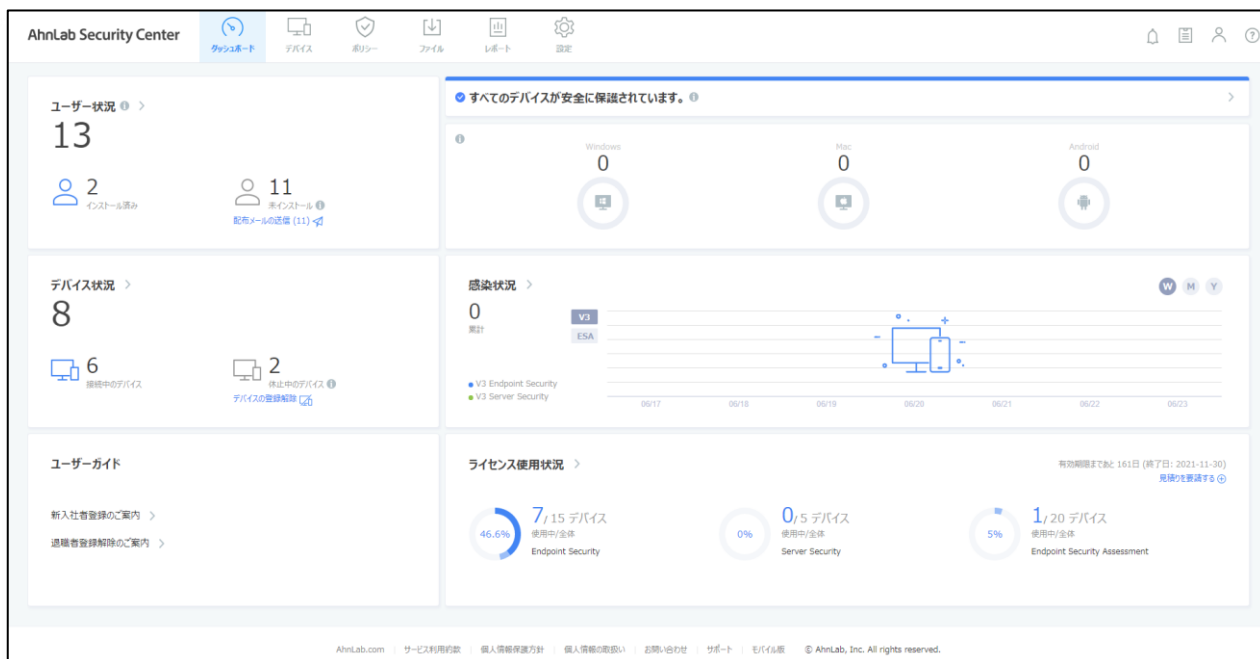 AhnLab Security Center
ダッシュボード
デバイス
ポリシー
ファイル
レポート
設定
ユーザー状況
13
2
インストール済み
11
未インストール
配布メールの送信 (11)
すべてのデバイスが安全に保護されています。
Windows
0
Mac
0
Android
0
デバイス状況
8
6
接続中のデバイス
2
休止中のデバイス
デバイスの登録解除
感染状況
0
累計
W M Y
V3
ESA
V3 Endpoint Security
V3 Server Security
06/17 06/18 06/19 06/20 06/21 06/22 06/23
ユーザーガイド
新入社者登録のご案内
退職者登録解除のご案内
ライセンス使用状況
有効期限まであと 161日 (終了日: 2021-11-30)
見積りを要請する
46.6%
7/ 15 デバイス
使用中/全体
Endpoint Security
0%
0/ 5 デバイス
使用中/全体
Server Security
5%
1/ 20 デバイス
使用中/全体
Endpoint Security Assessment
AhnLab.com | サービス利用約款 | 個人情報保護方針 | 個人情報の取扱い | お問い合わせ | サポート | モバイル版 © AhnLab, Inc. All rights reserved.